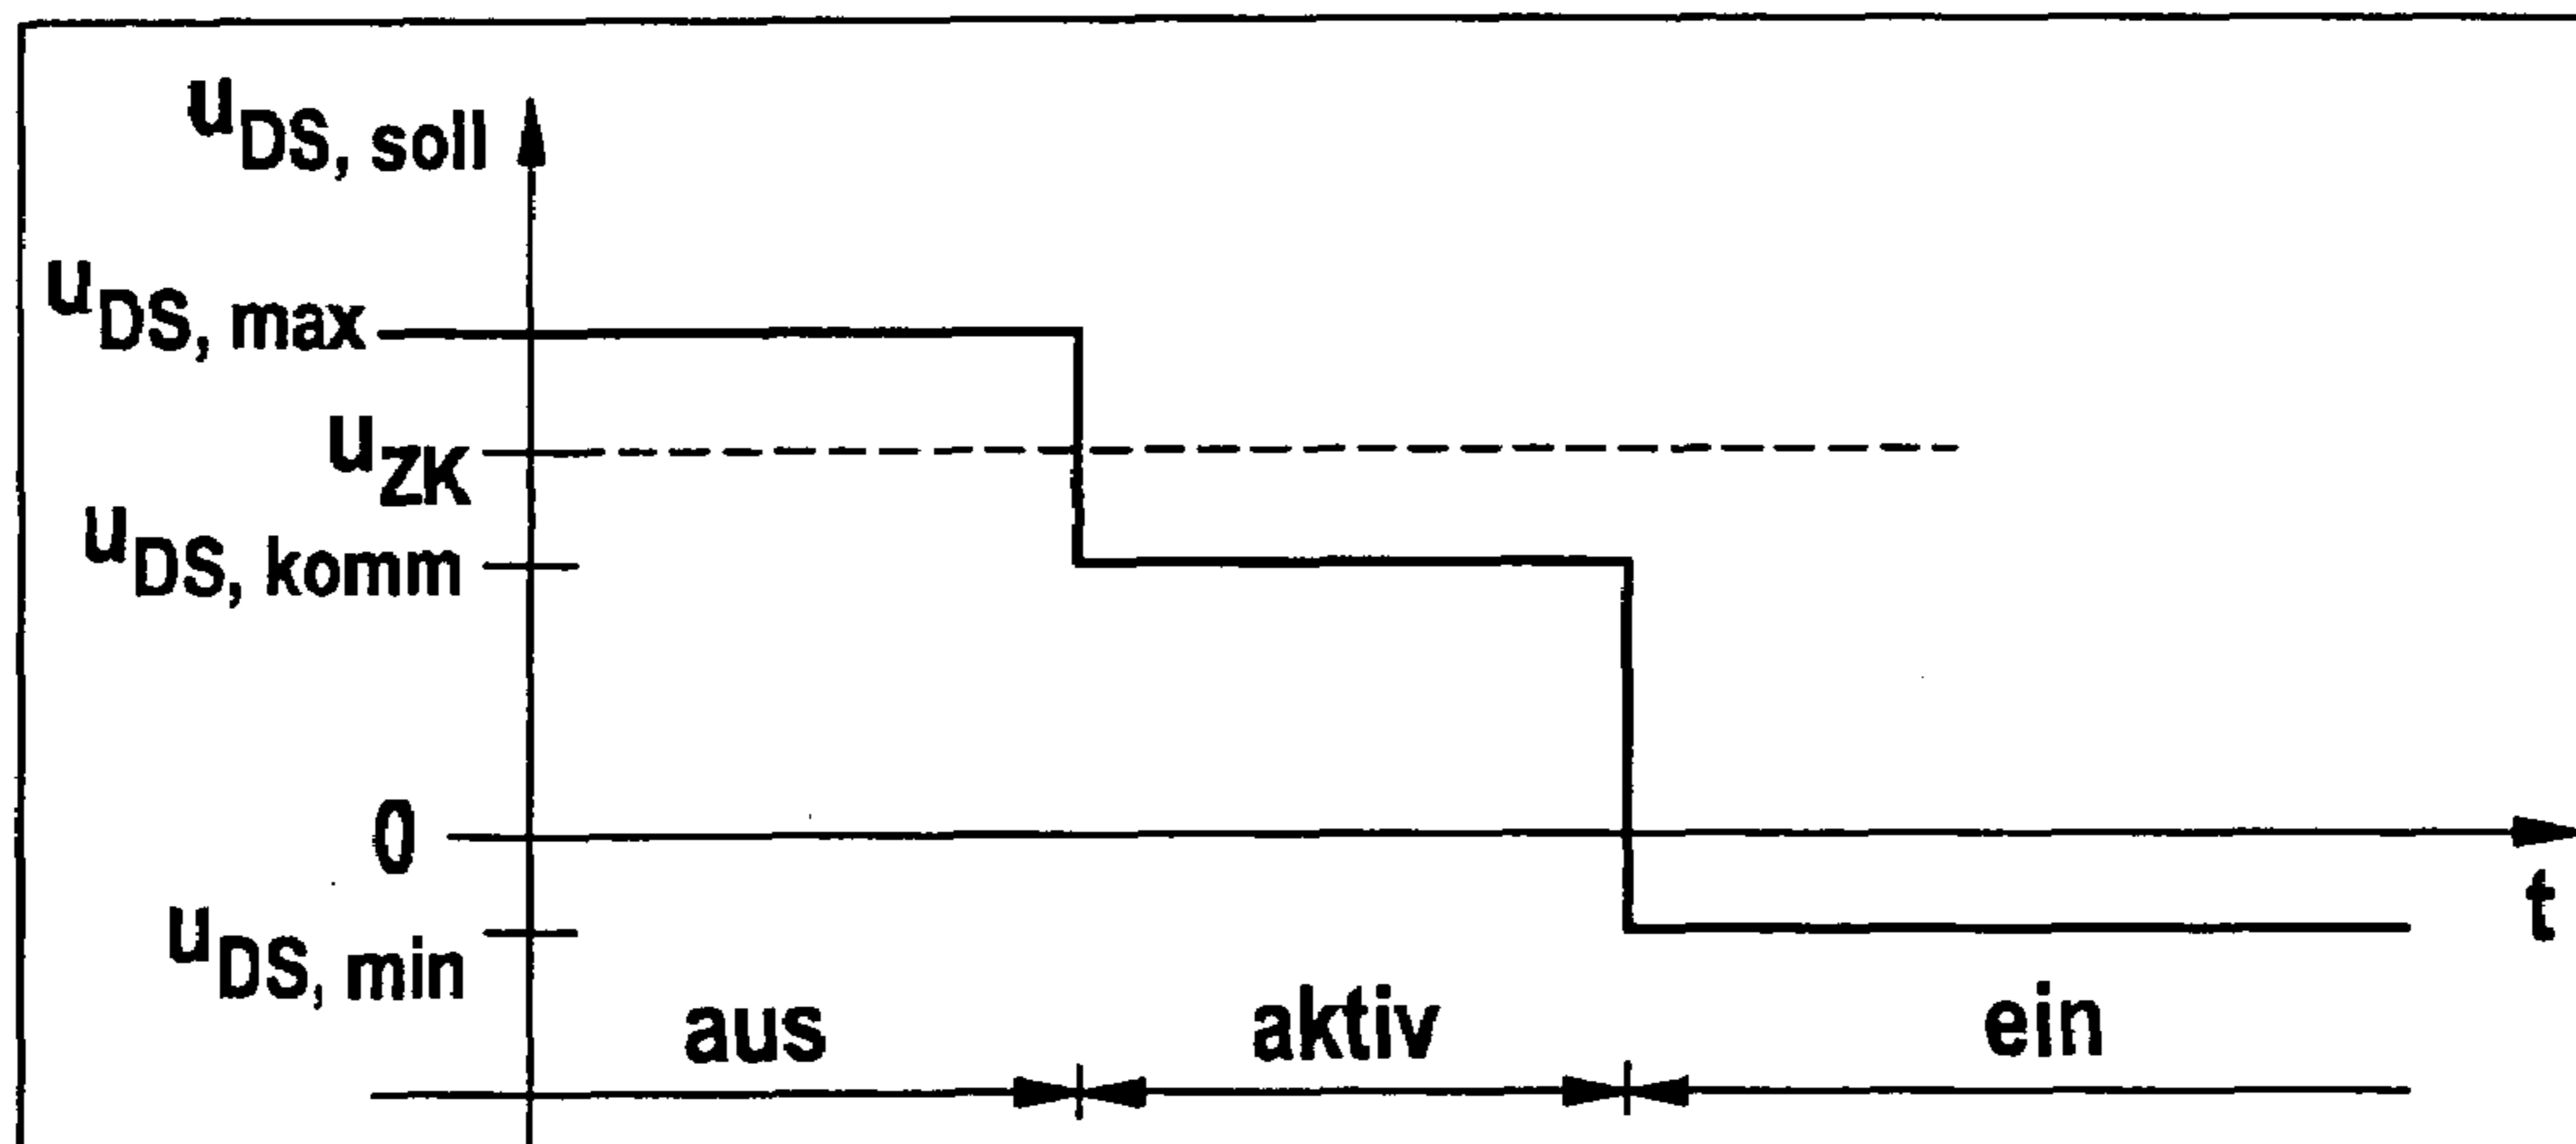 uDS, soll
uDS, max
uZK
uDS, komm
0
uDS, min
t
aus aktiv ein